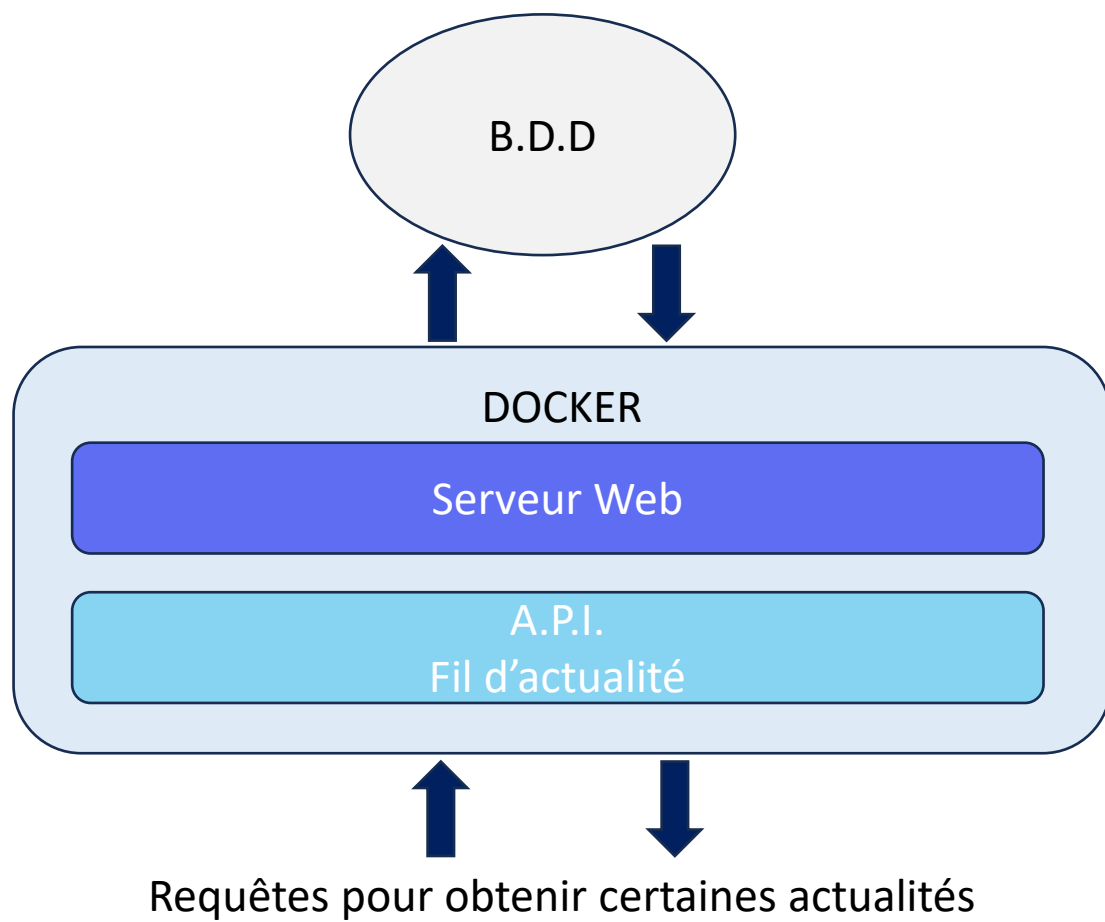 B.D.D
DOCKER
Serveur Web
A.P.I.
Fil d’actualité
Requêtes pour obtenir certaines actualités